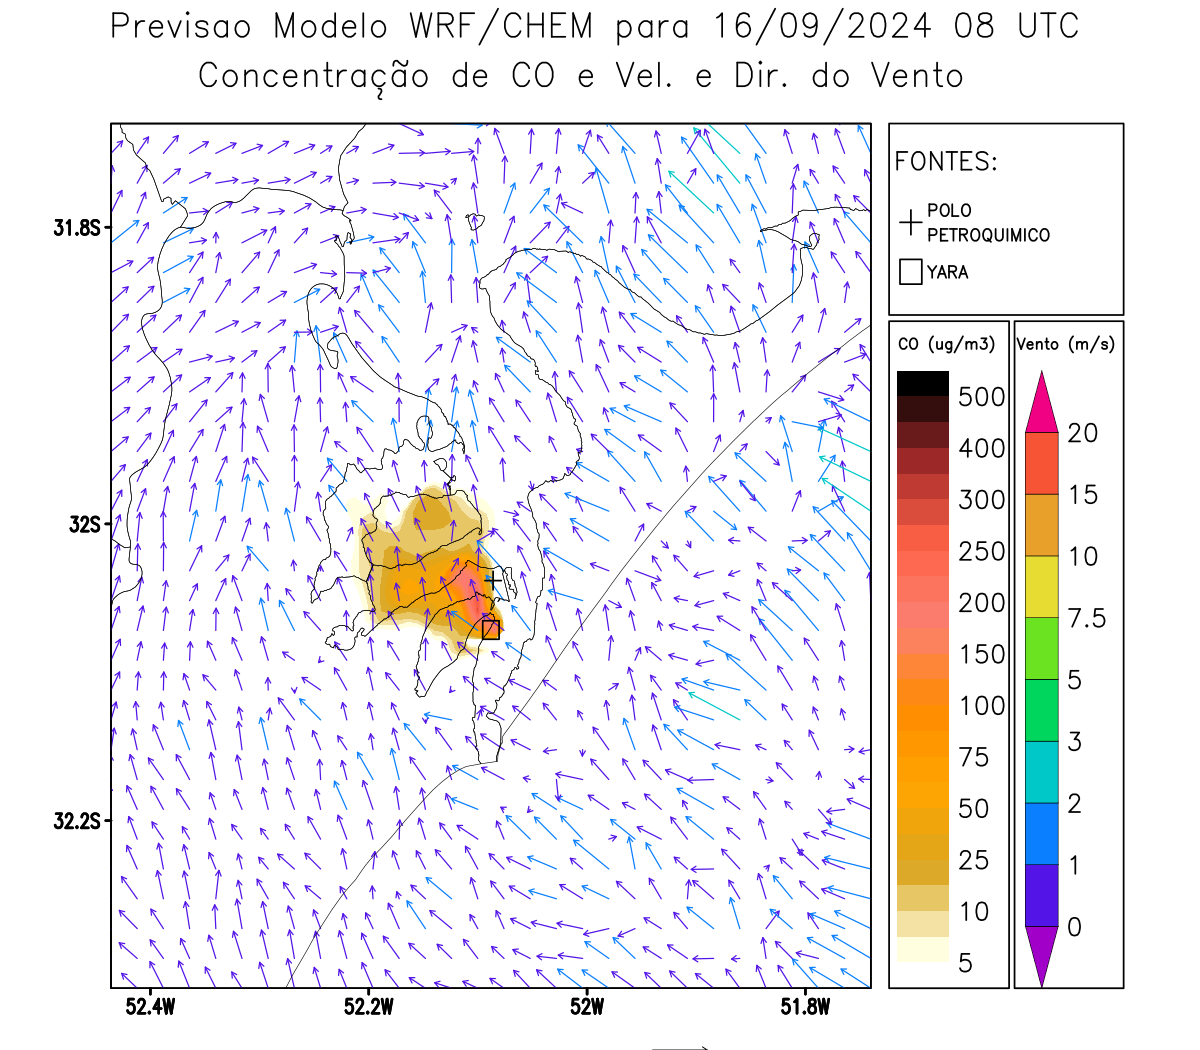 Previsao Modelo WRF/CHEM para 16/09/2024 08 UTC
Concentração de CO e Vel. e Dir. do Vento
FONTES:
POLO
PETROQUIMICO
YARA
CO (ug/m3)
500
400
300
250
200
150
100
75
50
25
10
5
Vento (m/s)
20
15
10
7.5
5
3
2
1
0
31.8S
32S
32.2S
52.4W
52.2W
52W
51.8W